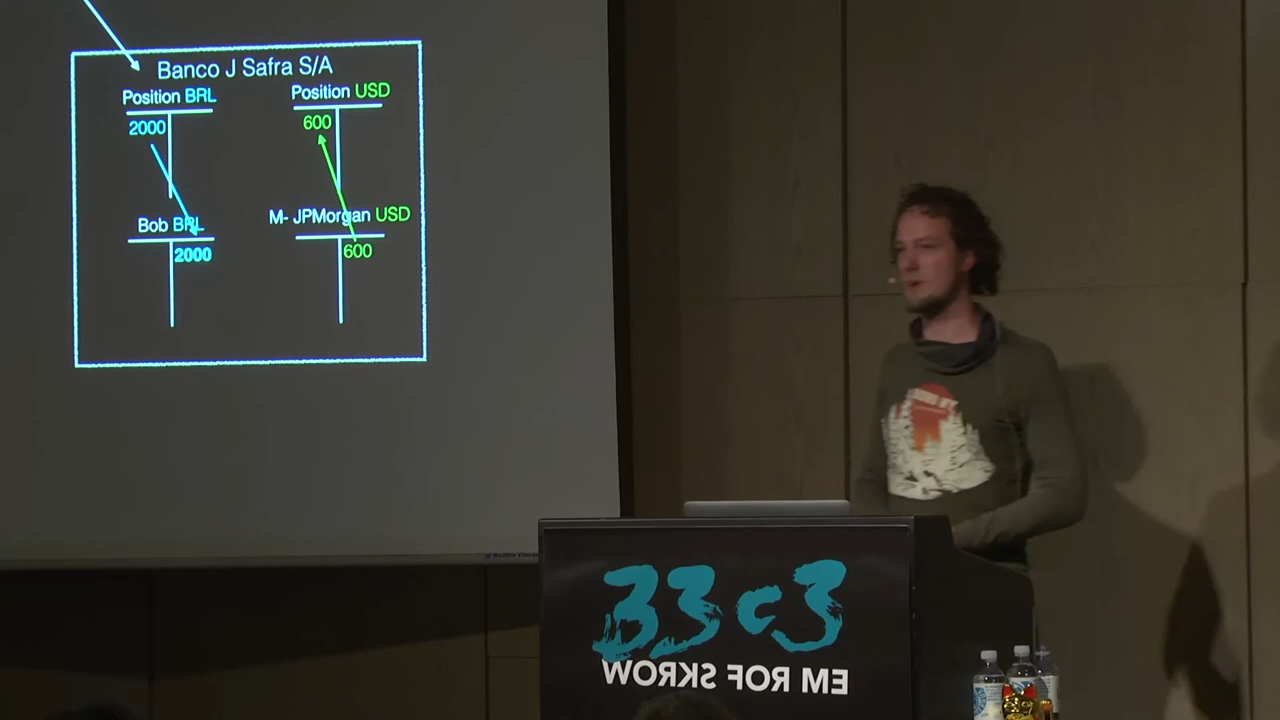 Banco J Safra S/A
Position BRL
Position USD
2000
600
Bob BRL
M- JPMorgan USD
2000
600
33c3
WORKS FOR ME